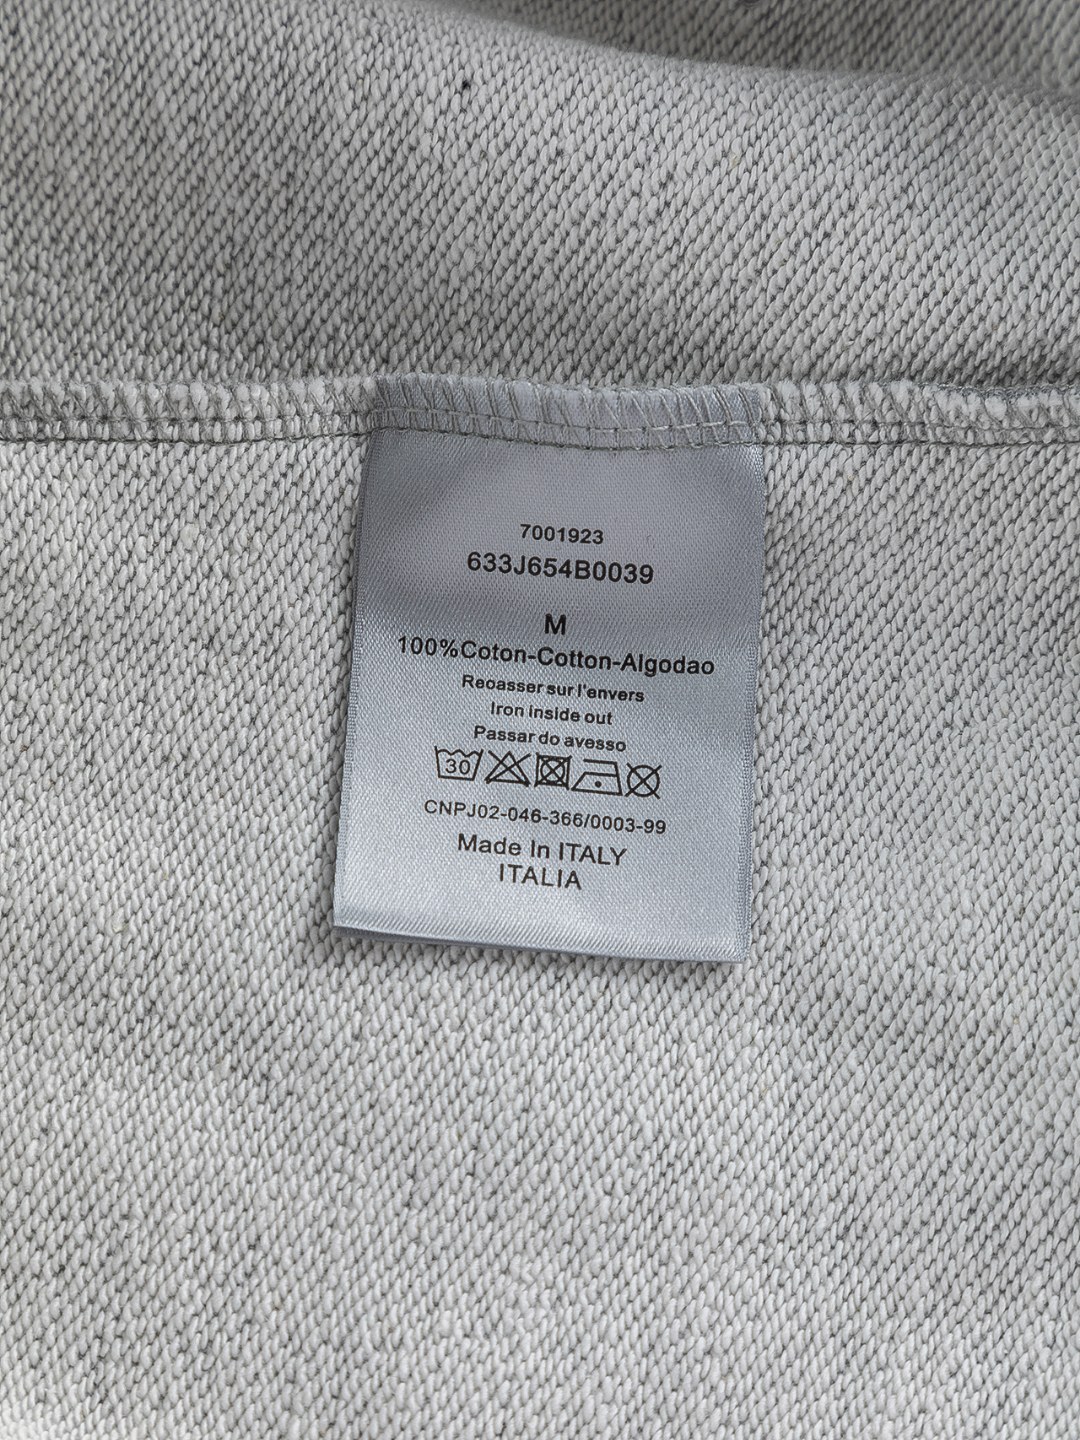 7001923
633J654B0039
M
100%Coton-Cotton-Algodao
Reoasser sur l'envers
Iron inside out
Passar do avesso
30
CNPJ02-046-366/0003-99
Made In ITALY
ITALIA